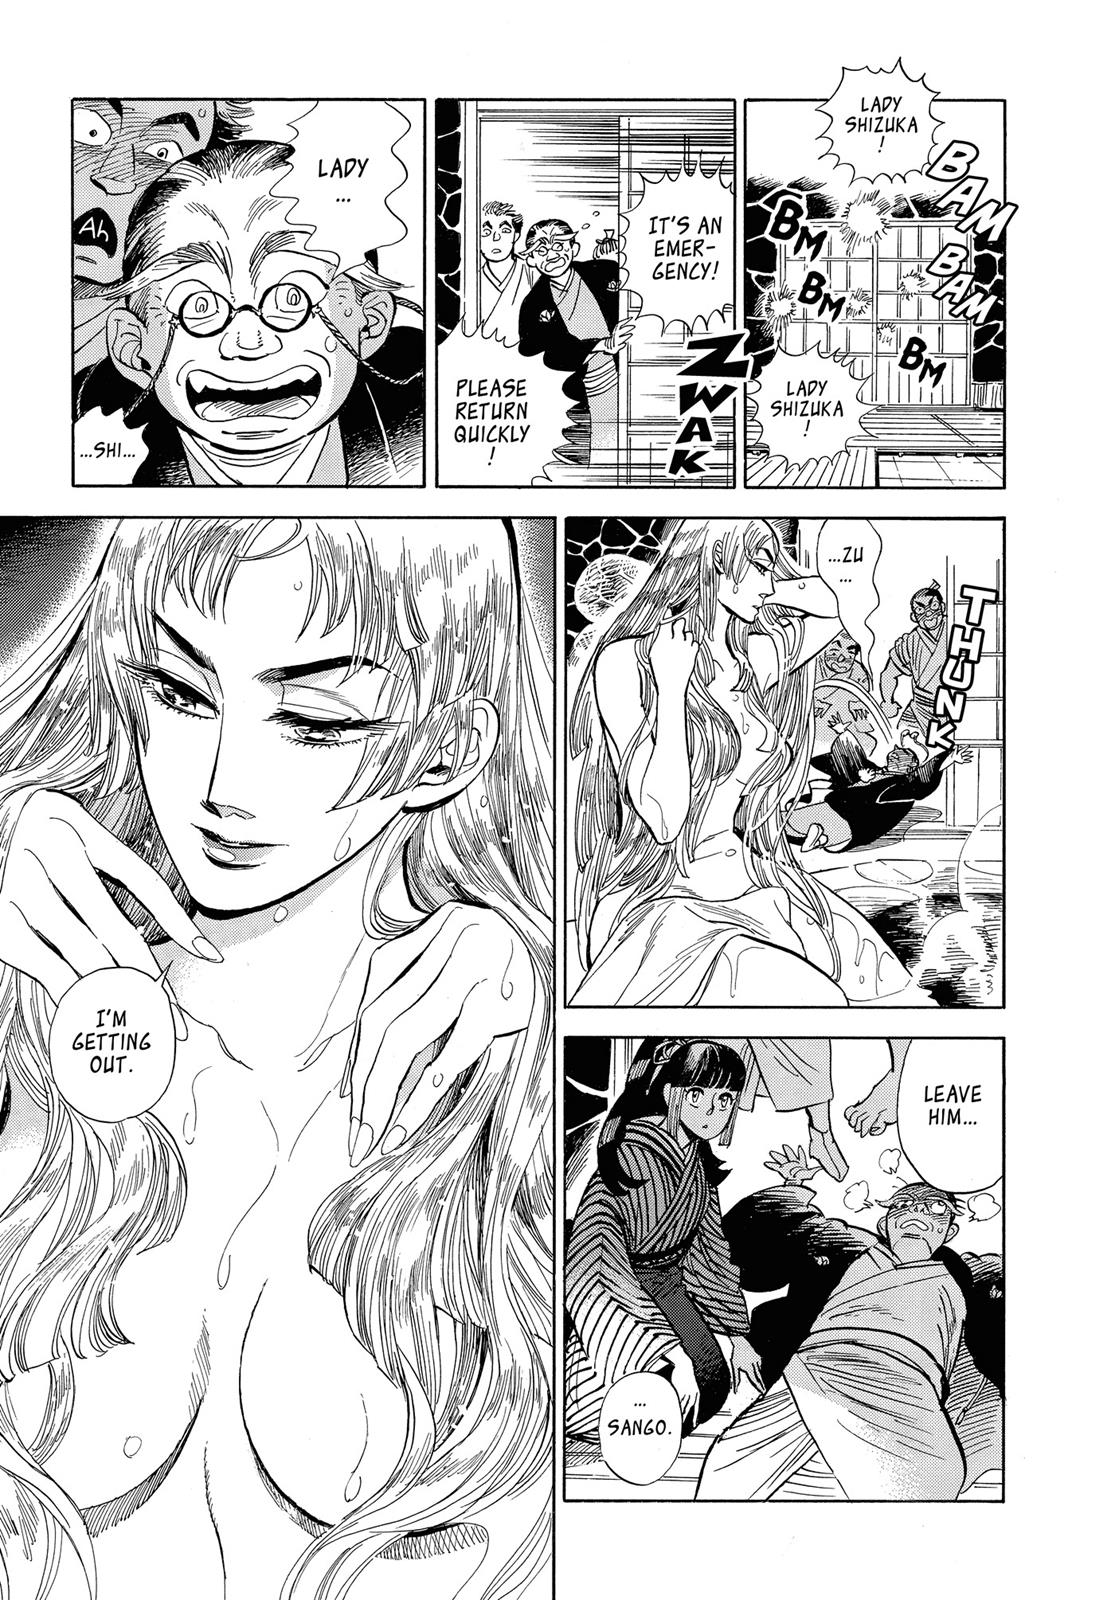 LADY
SHIZUKA
!
BAM
BAM
BM
BM
BM
LADY
SHIZUKA
!
IT'S AN
EMER-
GENCY!
ZWAK
PLEASE
RETURN
QUICKLY
!
LADY
...
Ah
...SHI...
...ZU
...
THUNK
LEAVE
HIM...
...
SANGO.
I'M
GETTING
OUT.